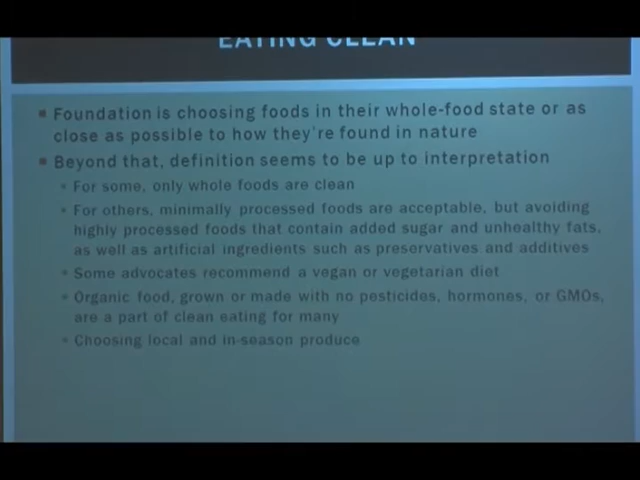 EATING CLEAN
▪ Foundation is choosing foods in their whole-food state or as
close as possible to how they're found in nature
▪ Beyond that, definition seems to be up to interpretation
▪ For some, only whole foods are clean
▪ For others, minimally processed foods are acceptable, but avoiding
highly processed foods that contain added sugar and unhealthy fats,
as well as artificial ingredients such as preservatives and additives
▪ Some advocates recommend a vegan or vegetarian diet
▪ Organic food, grown or made with no pesticides, hormones, or GMOs,
are a part of clean eating for many
▪ Choosing local and in-season produce